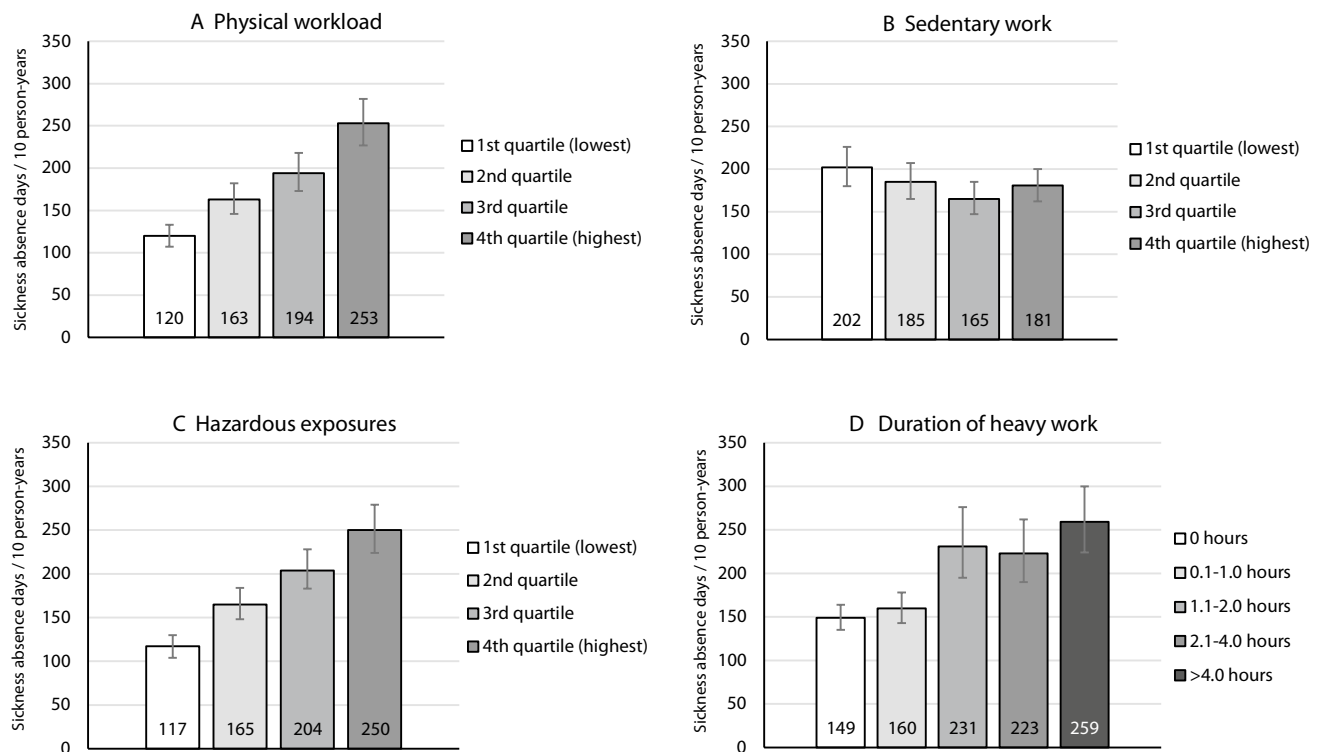 A Physical workload
Sickness absence days / 10 person-years
350
300
250
200
150
100
50
0
120 163 194 253
1st quartile (lowest)
2nd quartile
3rd quartile
4th quartile (highest)
B Sedentary work
Sickness absence days / 10 person-years
350
300
250
200
150
100
50
0
202 185 165 181
1st quartile (lowest)
2nd quartile
3rd quartile
4th quartile (highest)
C Hazardous exposures
Sickness absence days / 10 person-years
350
300
250
200
150
100
50
0
117 165 204 250
1st quartile (lowest)
2nd quartile
3rd quartile
4th quartile (highest)
D Duration of heavy work
Sickness absence days / 10 person-years
350
300
250
200
150
100
50
0
149 160 231 223 259
0 hours
0.1-1.0 hours
1.1-2.0 hours
2.1-4.0 hours
>4.0 hours